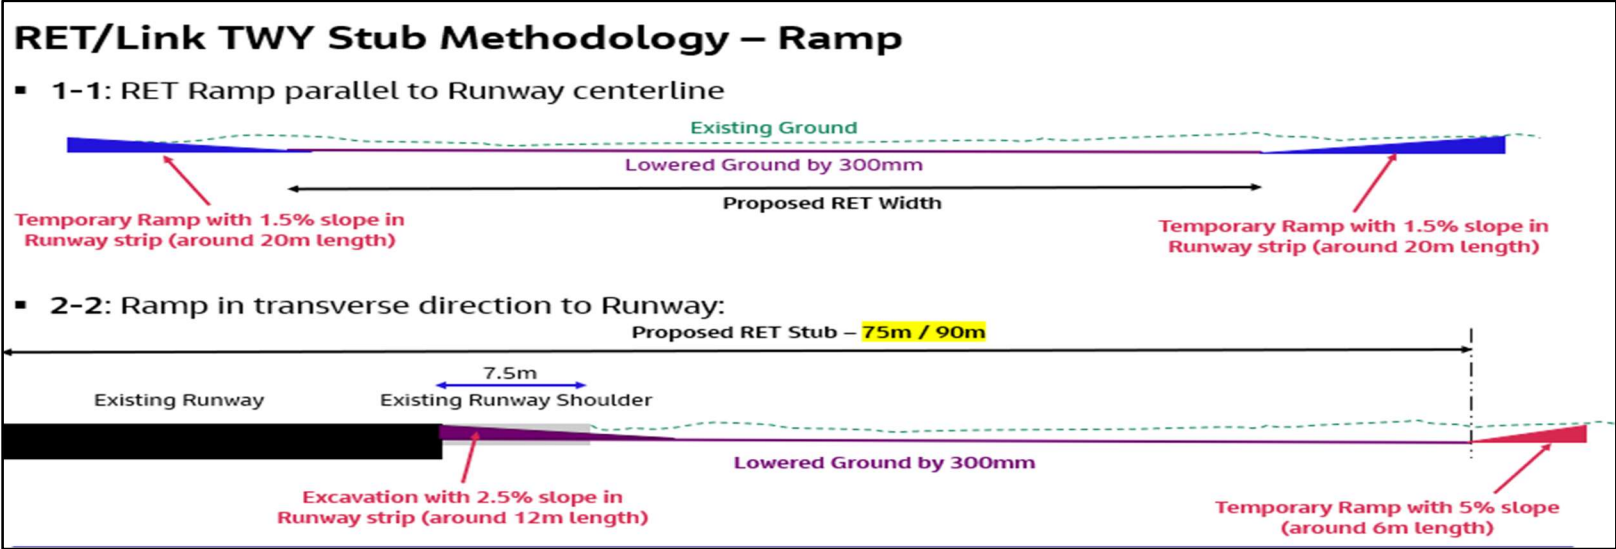 RET/Link TWY Stub Methodology – Ramp
▪ 1-1: RET Ramp parallel to Runway centerline
Existing Ground
Lowered Ground by 300mm
Proposed RET Width
Temporary Ramp with 1.5% slope in
Runway strip (around 20m length)
Temporary Ramp with 1.5% slope in
Runway strip (around 20m length)
▪ 2-2: Ramp in transverse direction to Runway:
Proposed RET Stub – 75m / 90m
7.5m
Existing Runway
Existing Runway Shoulder
Lowered Ground by 300mm
Excavation with 2.5% slope in
Runway strip (around 12m length)
Temporary Ramp with 5% slope
(around 6m length)